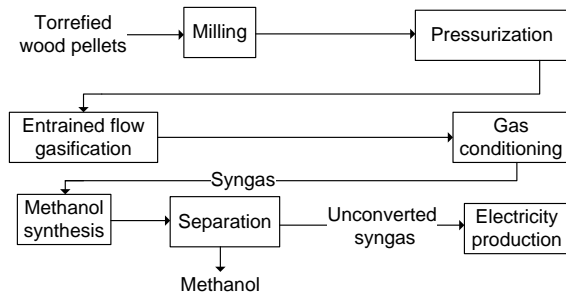 Torrefied
wood pellets
Milling
Pressurization
Entrained flow
gasification
Gas
conditioning
Syngas
Methanol
synthesis
Separation
Unconverted
syngas
Electricity
production
Methanol